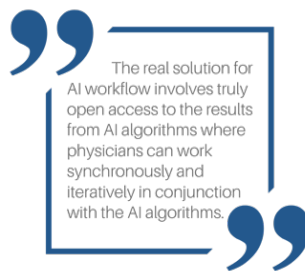 The real solution for
AI workflow involves truly
open access to the results
from AI algorithms where
physicians can work
synchronously and
iteratively in conjunction
with the AI algorithms.